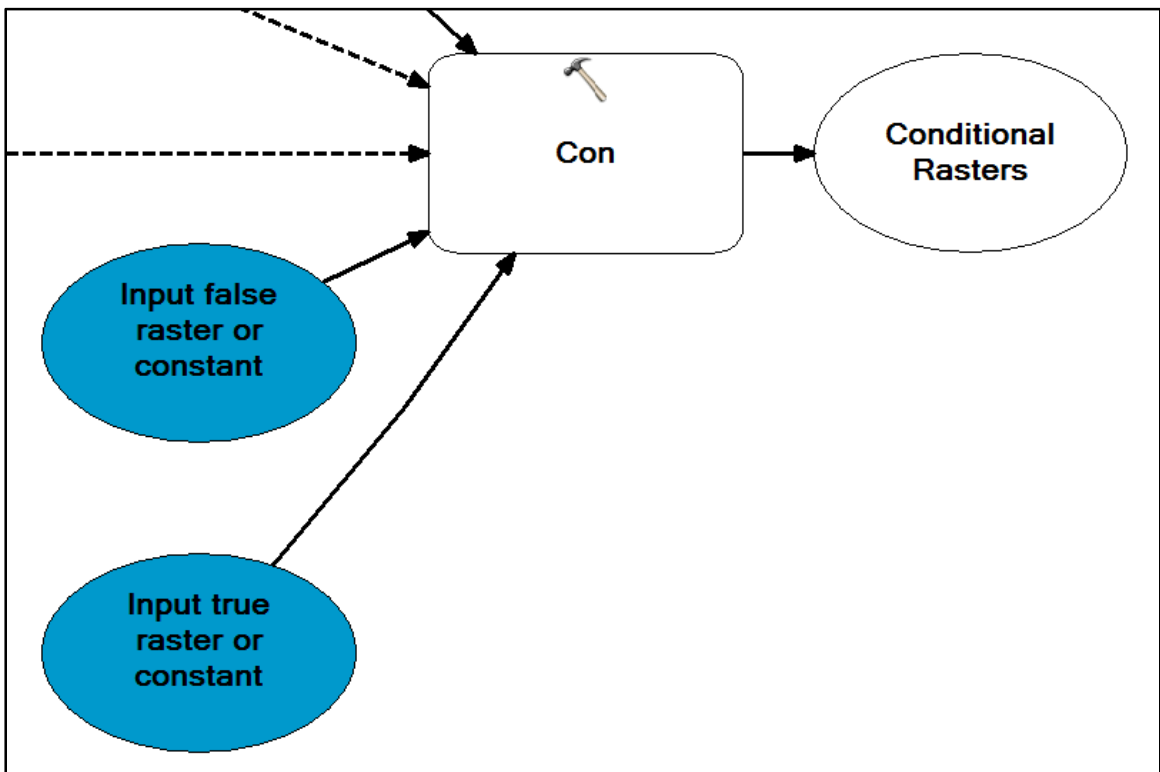 Con
Conditional
Rasters
Input false
raster or
constant
Input true
raster or
constant